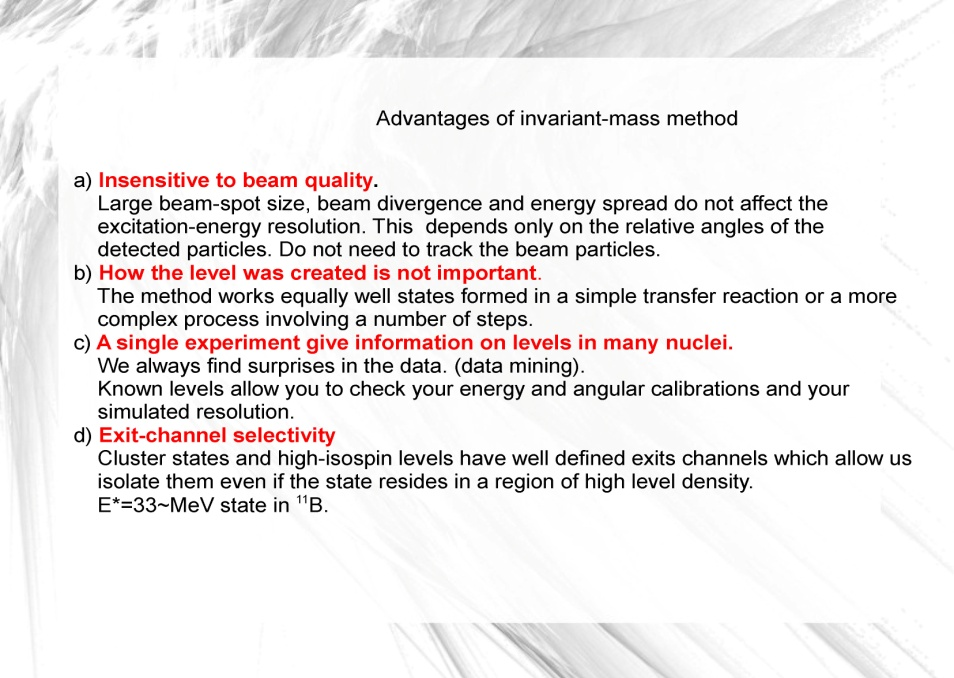 Advantages of invariant-mass method
a) Insensitive to beam quality.
Large beam-spot size, beam divergence and energy spread do not affect the
excitation-energy resolution. This  depends only on the relative angles of the
detected particles. Do not need to track the beam particles.
b) How the level was created is not important.
The method works equally well states formed in a simple transfer reaction or a more
complex process involving a number of steps.
c) A single experiment give information on levels in many nuclei.
We always find surprises in the data. (data mining).
Known levels allow you to check your energy and angular calibrations and your
simulated resolution.
d) Exit-channel selectivity
Cluster states and high-isospin levels have well defined exits channels which allow us
isolate them even if the state resides in a region of high level density.
E*=33~MeV state in ¹¹B.